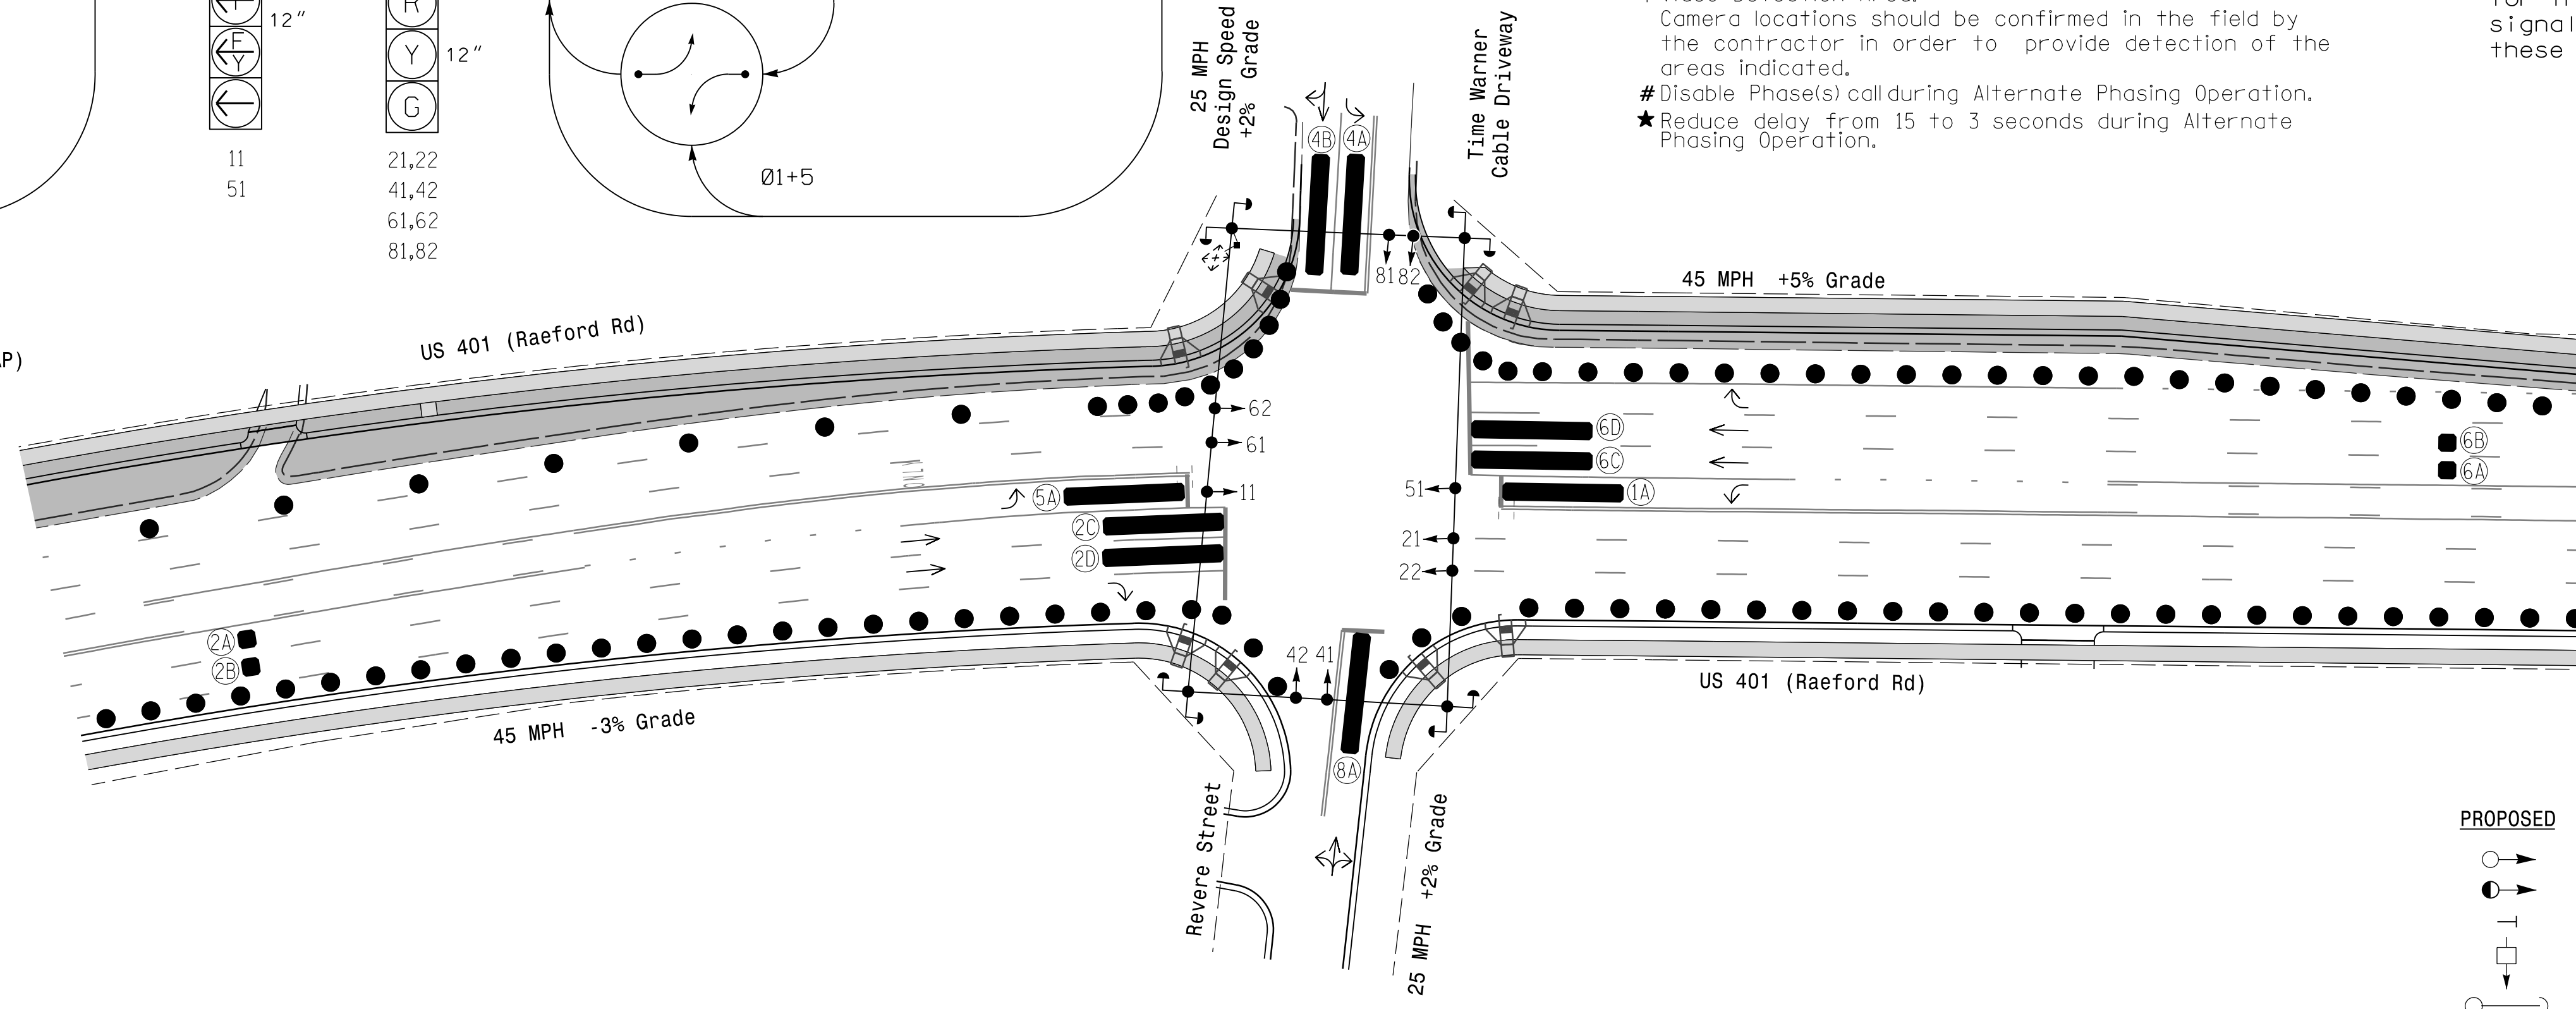 R
12"
F
Y
Y
12"
G
11
51
21,22
41,42
61,62
81,82
Ø1+5
25 MPH
Design Speed
+2% Grade
Time Warner
Cable Driveway
Camera locations should be confirmed in the field by
the contractor in order to provide detection of the
areas indicated.
# Disable Phase(s) call during Alternate Phasing Operation.
★ Reduce delay from 15 to 3 seconds during Alternate
Phasing Operation.
signal
these
4B
4A
81 82
45 MPH +5% Grade
US 401 (Raeford Rd)
AP)
62
61
11
5A
2C
2D
6D
6C
1A
6B
6A
51
21
22
2A
2B
42 41
8A
45 MPH -3% Grade
US 401 (Raeford Rd)
Revere Street
25 MPH +2% Grade
PROPOSED